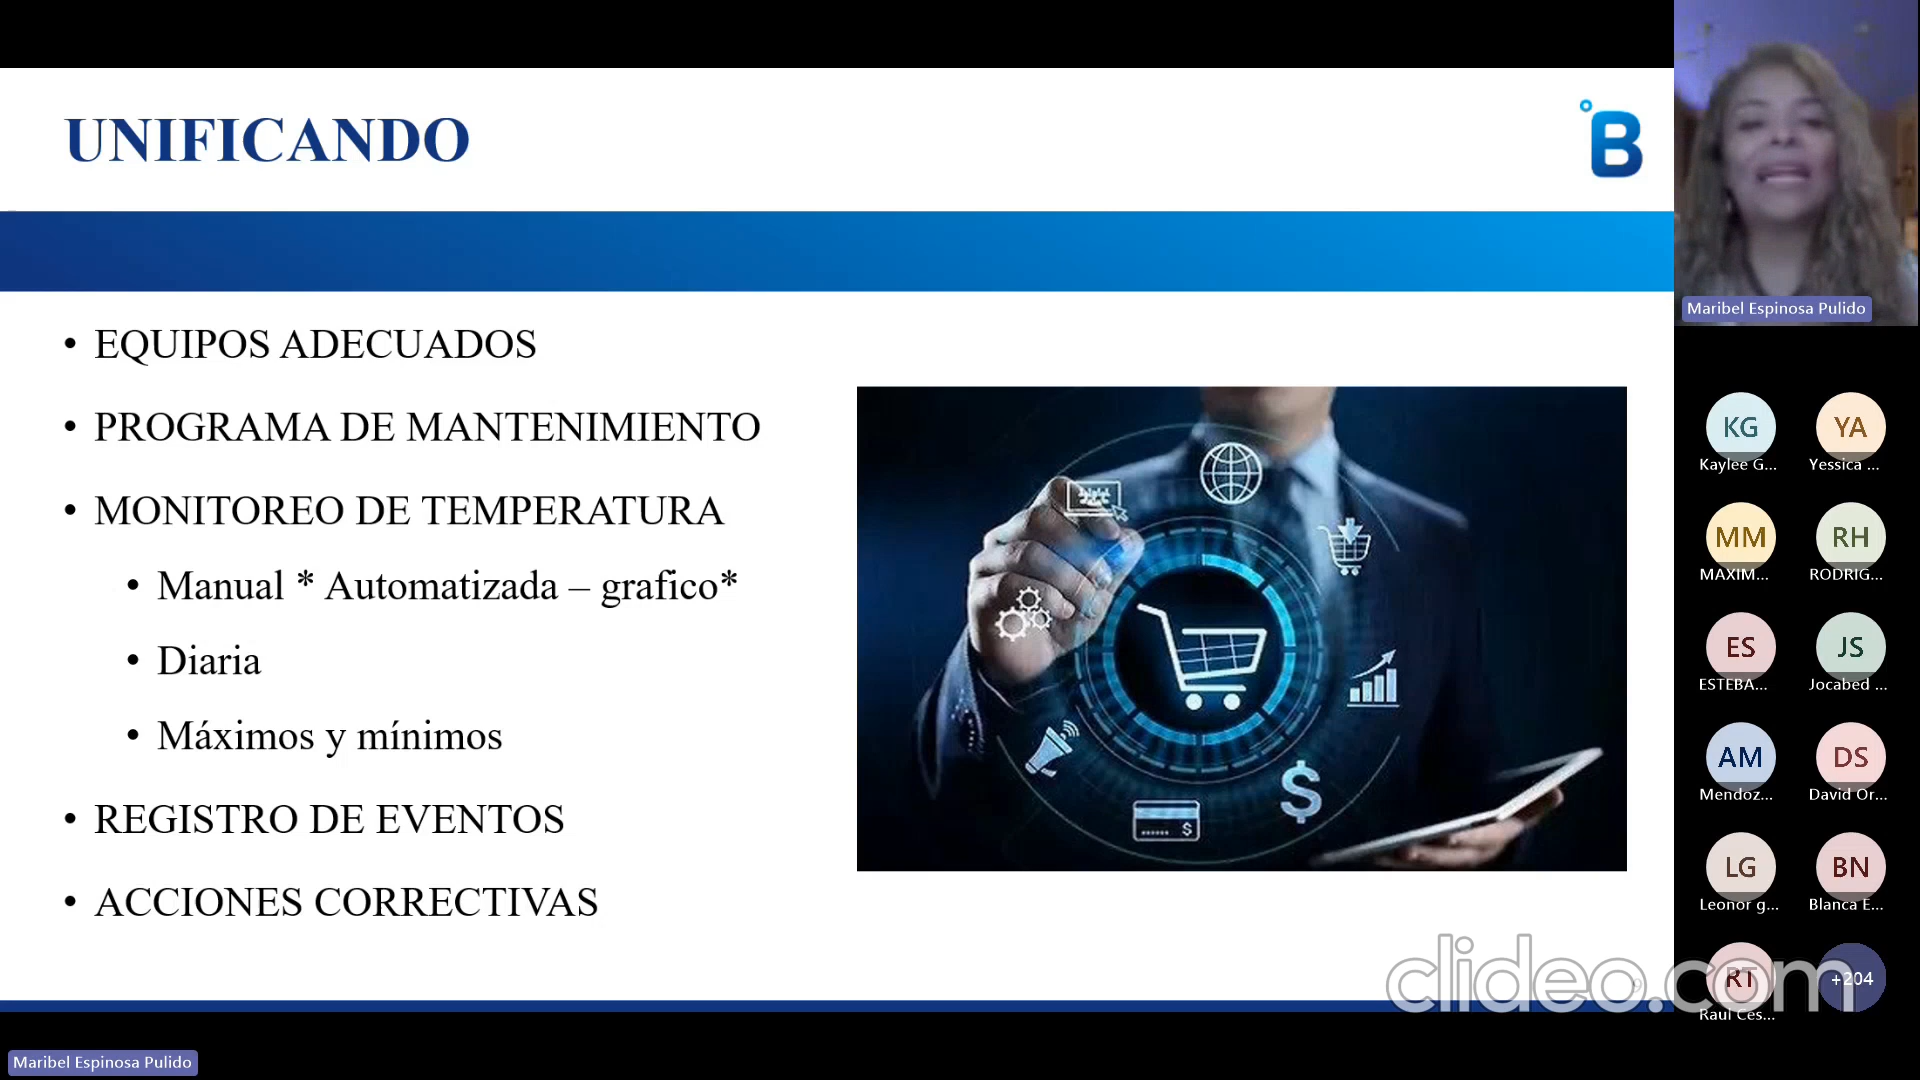 UNIFICANDO
B
• EQUIPOS ADECUADOS
• PROGRAMA DE MANTENIMIENTO
• MONITOREO DE TEMPERATURA
• Manual * Automatizada – grafico*
• Diaria
• Máximos y mínimos
• REGISTRO DE EVENTOS
• ACCIONES CORRECTIVAS
$
$
Maribel Espinosa Pulido
KG YA
Kaylee G... Yessica ...
MM RH
MAXIM... RODRIG...
ES JS
ESTEBA... Jocabed ...
AM DS
Mendoz... David Or...
LG BN
Leonor g... Blanca E...
RT +204
Raul Ces...
clideo.com
Maribel Espinosa Pulido